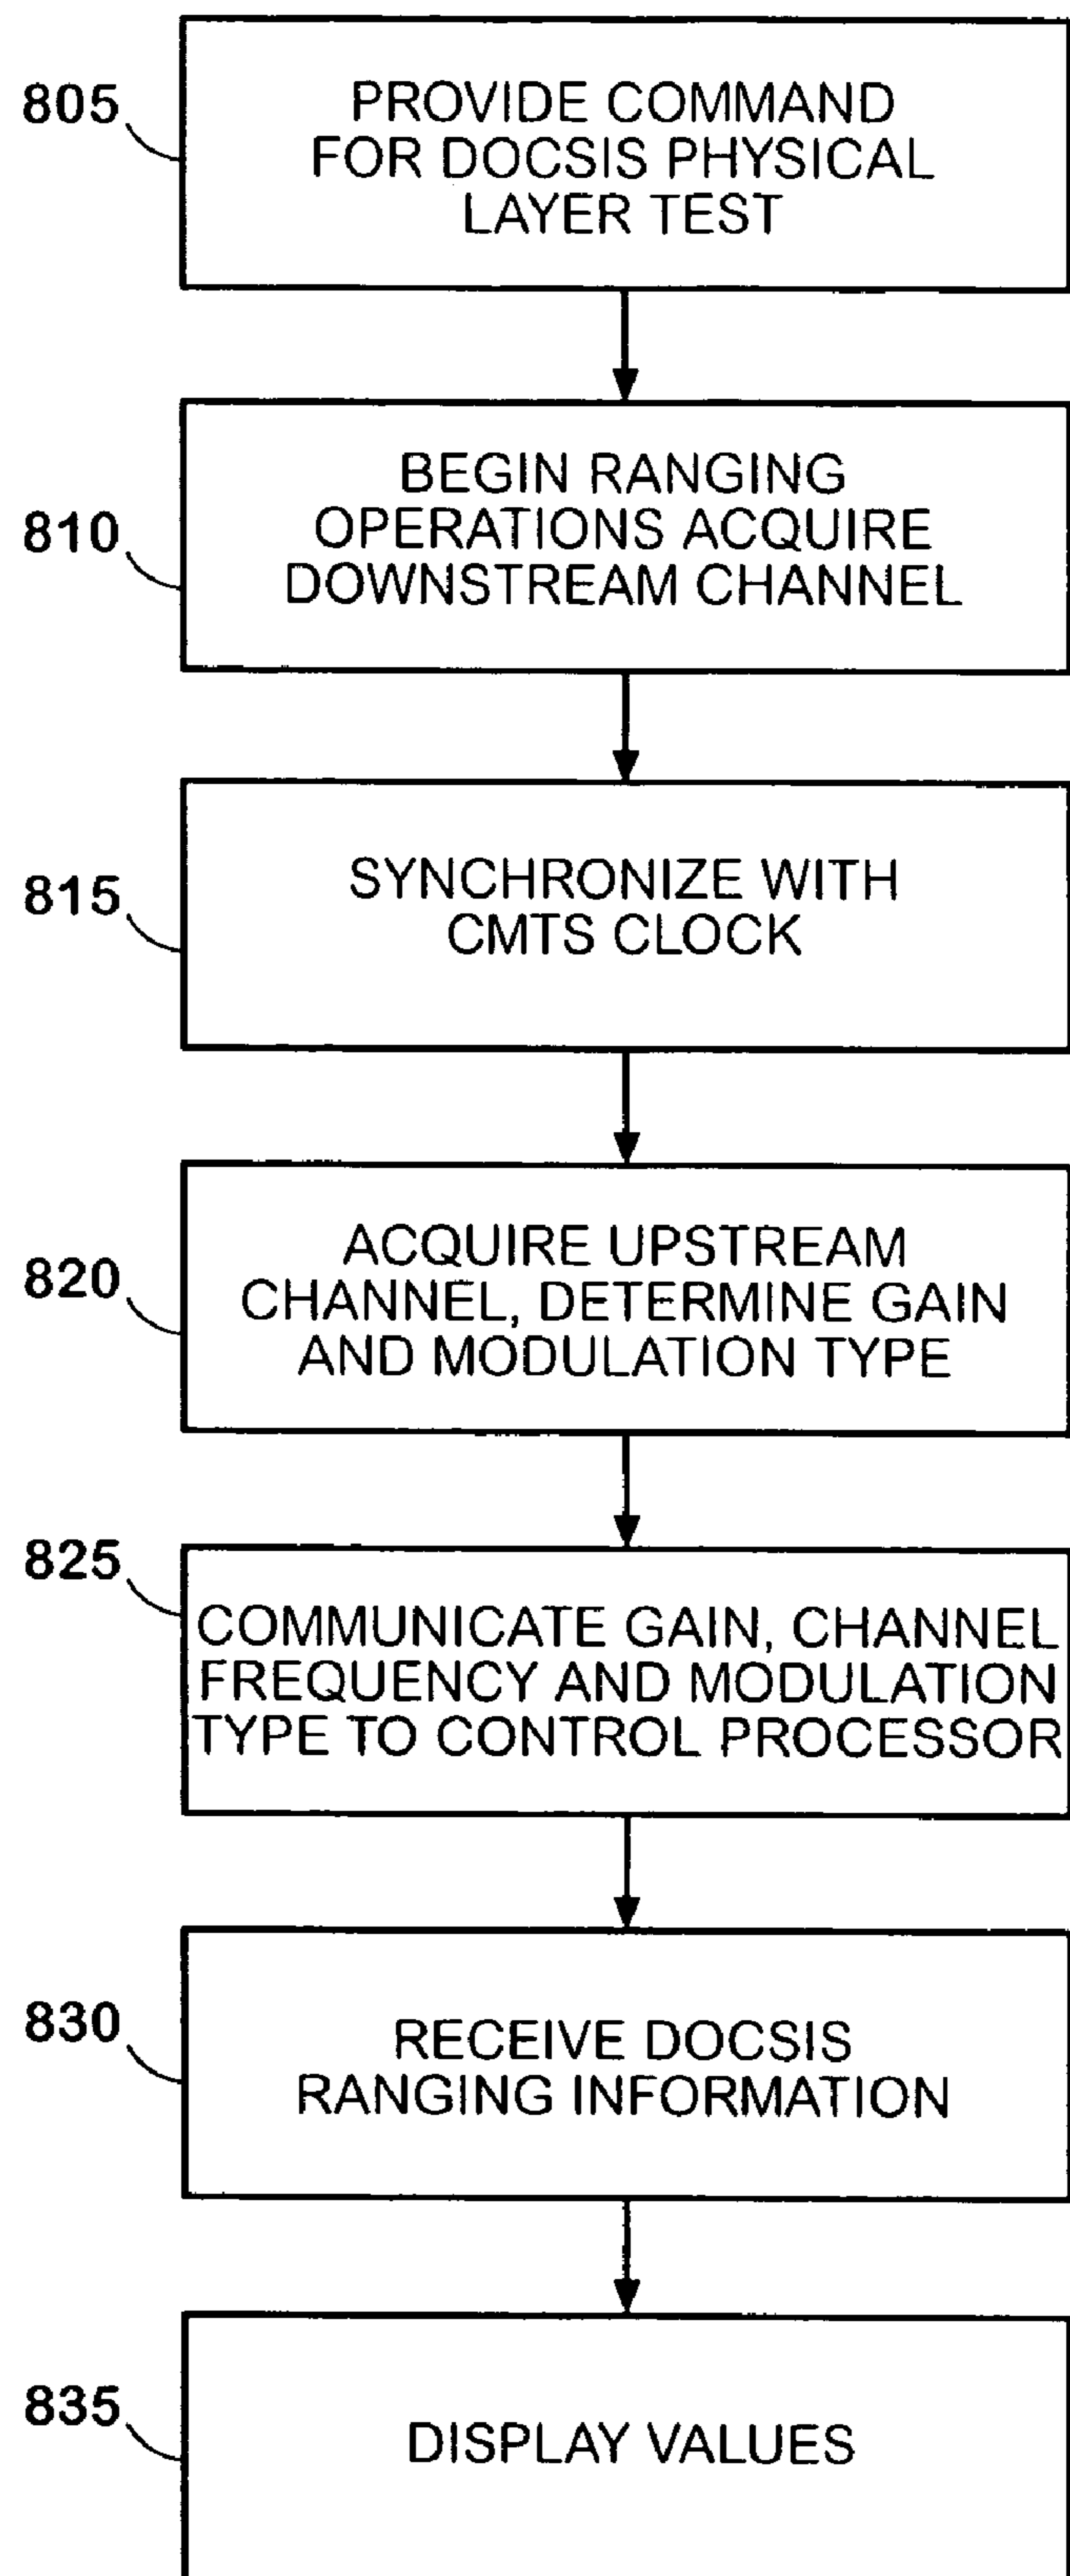 805
PROVIDE COMMAND
FOR DOCSIS PHYSICAL
LAYER TEST
810
BEGIN RANGING
OPERATIONS ACQUIRE
DOWNSTREAM CHANNEL
815
SYNCHRONIZE WITH
CMTS CLOCK
820
ACQUIRE UPSTREAM
CHANNEL, DETERMINE GAIN
AND MODULATION TYPE
825
COMMUNICATE GAIN, CHANNEL
FREQUENCY AND MODULATION
TYPE TO CONTROL PROCESSOR
830
RECEIVE DOCSIS
RANGING INFORMATION
835
DISPLAY VALUES